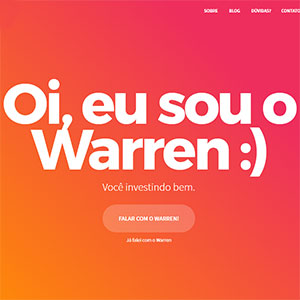 SOBRE BLOG DÚVIDAS? CONTATO
Oi, eu sou o
Warren :)
Você investindo bem.
FALAR COM O WARREN!
Já falei com o Warren